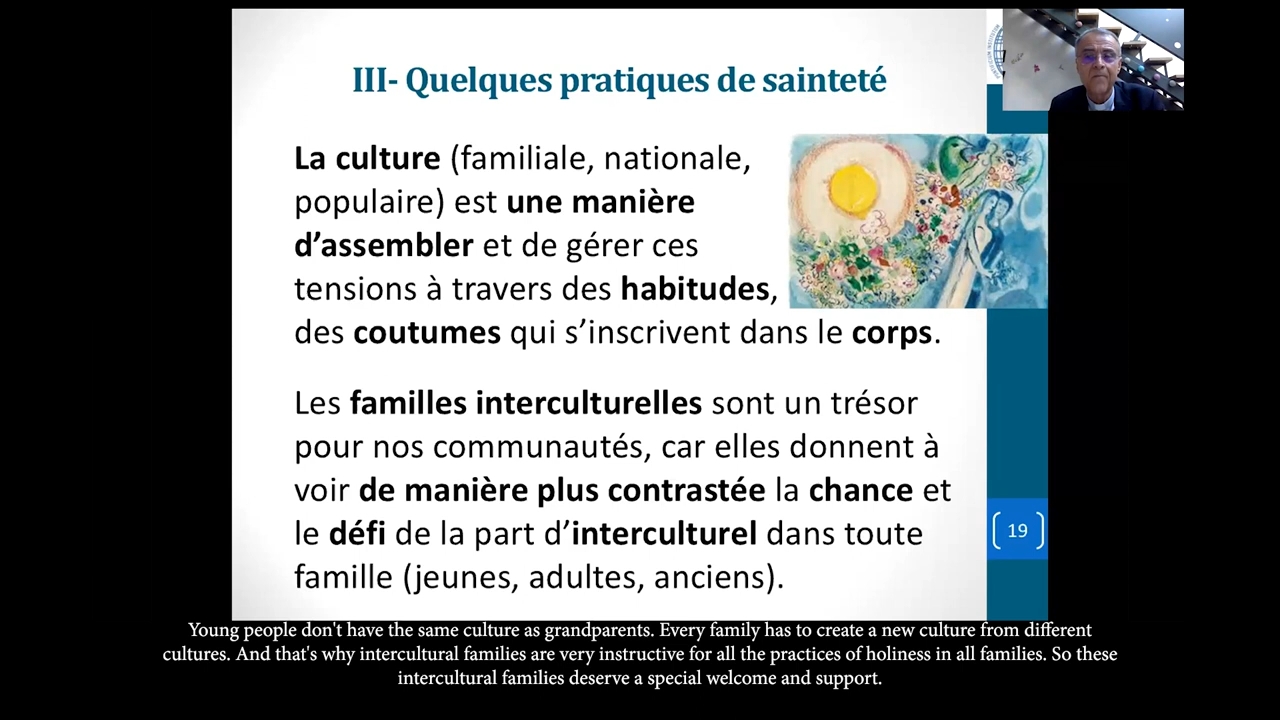 III- Quelques pratiques de sainteté
La culture (familiale, nationale,
populaire) est une manière
d’assembler et de gérer ces
tensions à travers des habitudes,
des coutumes qui s’inscrivent dans le corps.
Les familles interculturelles sont un trésor
pour nos communautés, car elles donnent à
voir de manière plus contrastée la chance et
le défi de la part d’interculturel dans toute
famille (jeunes, adultes, anciens).
19
Young people don't have the same culture as grandparents. Every family has to create a new culture from different
cultures. And that's why intercultural families are very instructive for all the practices of holiness in all families. So these
intercultural families deserve a special welcome and support.